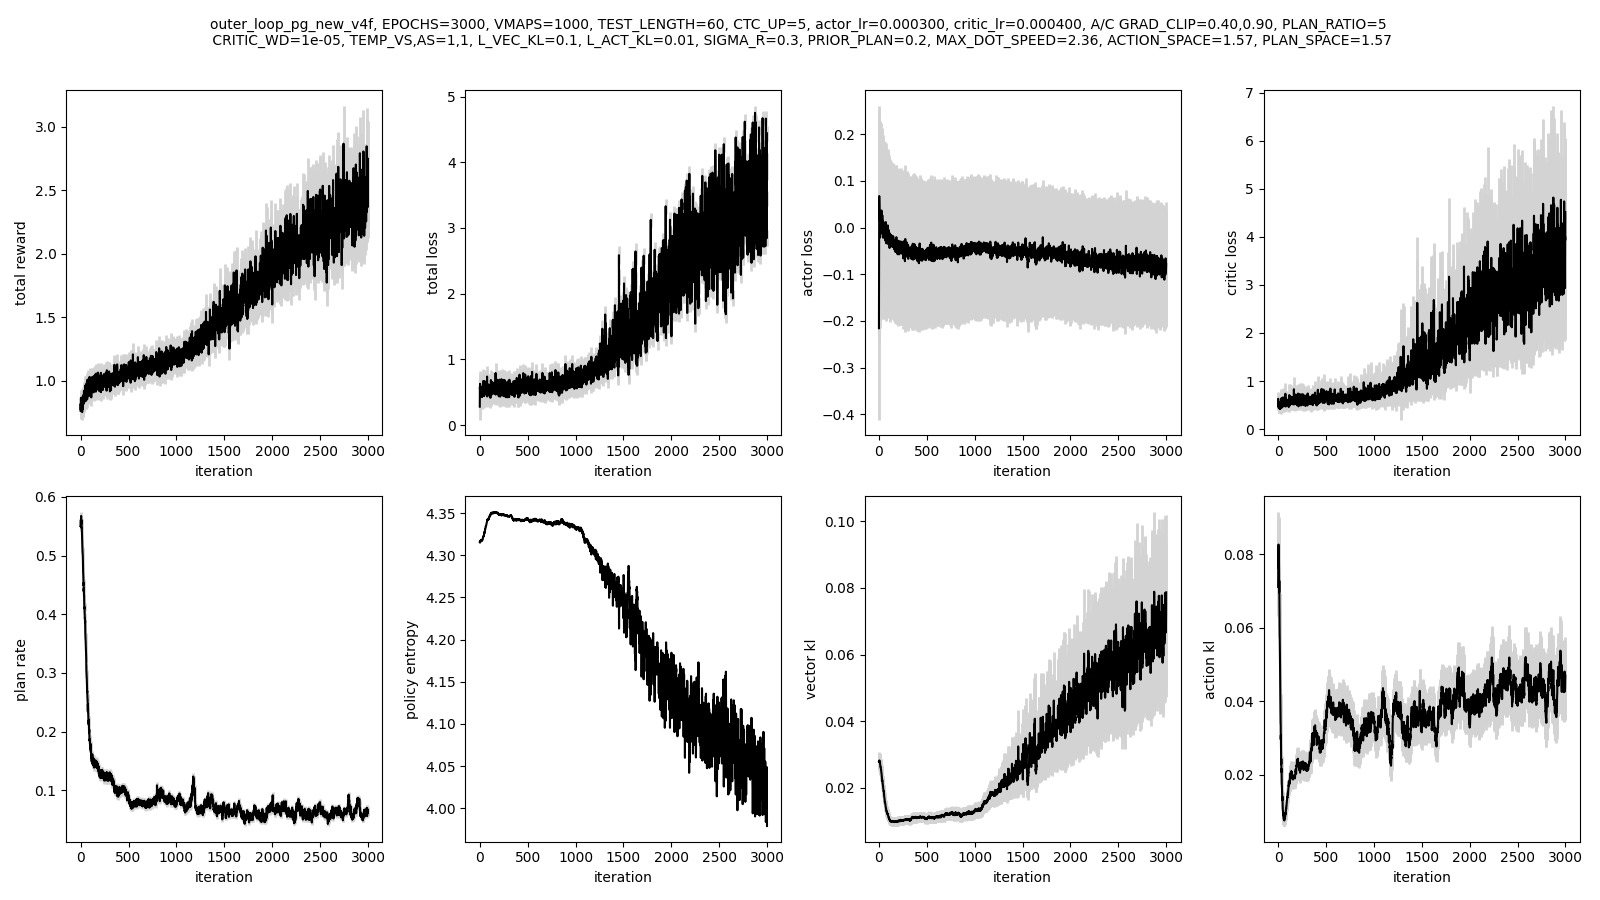 outer_loop_pg_new_v4f, EPOCHS=3000, VMAPS=1000, TEST_LENGTH=60, CTC_UP=5, actor_lr=0.000300, critic_lr=0.000400, A/C GRAD_CLIP=0.40,0.90, PLAN_RATIO=5
CRITIC_WD=1e-05, TEMP_VS,AS=1,1, L_VEC_KL=0.1, L_ACT_KL=0.01, SIGMA_R=0.3, PRIOR_PLAN=0.2, MAX_DOT_SPEED=2.36, ACTION_SPACE=1.57, PLAN_SPACE=1.57
total reward
3.0
2.5
2.0
1.5
1.0
0 500 1000 1500 2000 2500 3000
iteration
total loss
5
4
3
2
1
0
0 500 1000 1500 2000 2500 3000
iteration
actor loss
0.2
0.1
0.0
−0.1
−0.2
−0.3
−0.4
0 500 1000 1500 2000 2500 3000
iteration
critic loss
7
6
5
4
3
2
1
0
0 500 1000 1500 2000 2500 3000
iteration
plan rate
0.6
0.5
0.4
0.3
0.2
0.1
0 500 1000 1500 2000 2500 3000
iteration
policy entropy
4.35
4.30
4.25
4.20
4.15
4.10
4.05
4.00
0 500 1000 1500 2000 2500 3000
iteration
vector kl
0.10
0.08
0.06
0.04
0.02
0 500 1000 1500 2000 2500 3000
iteration
action kl
0.08
0.06
0.04
0.02
0 500 1000 1500 2000 2500 3000
iteration